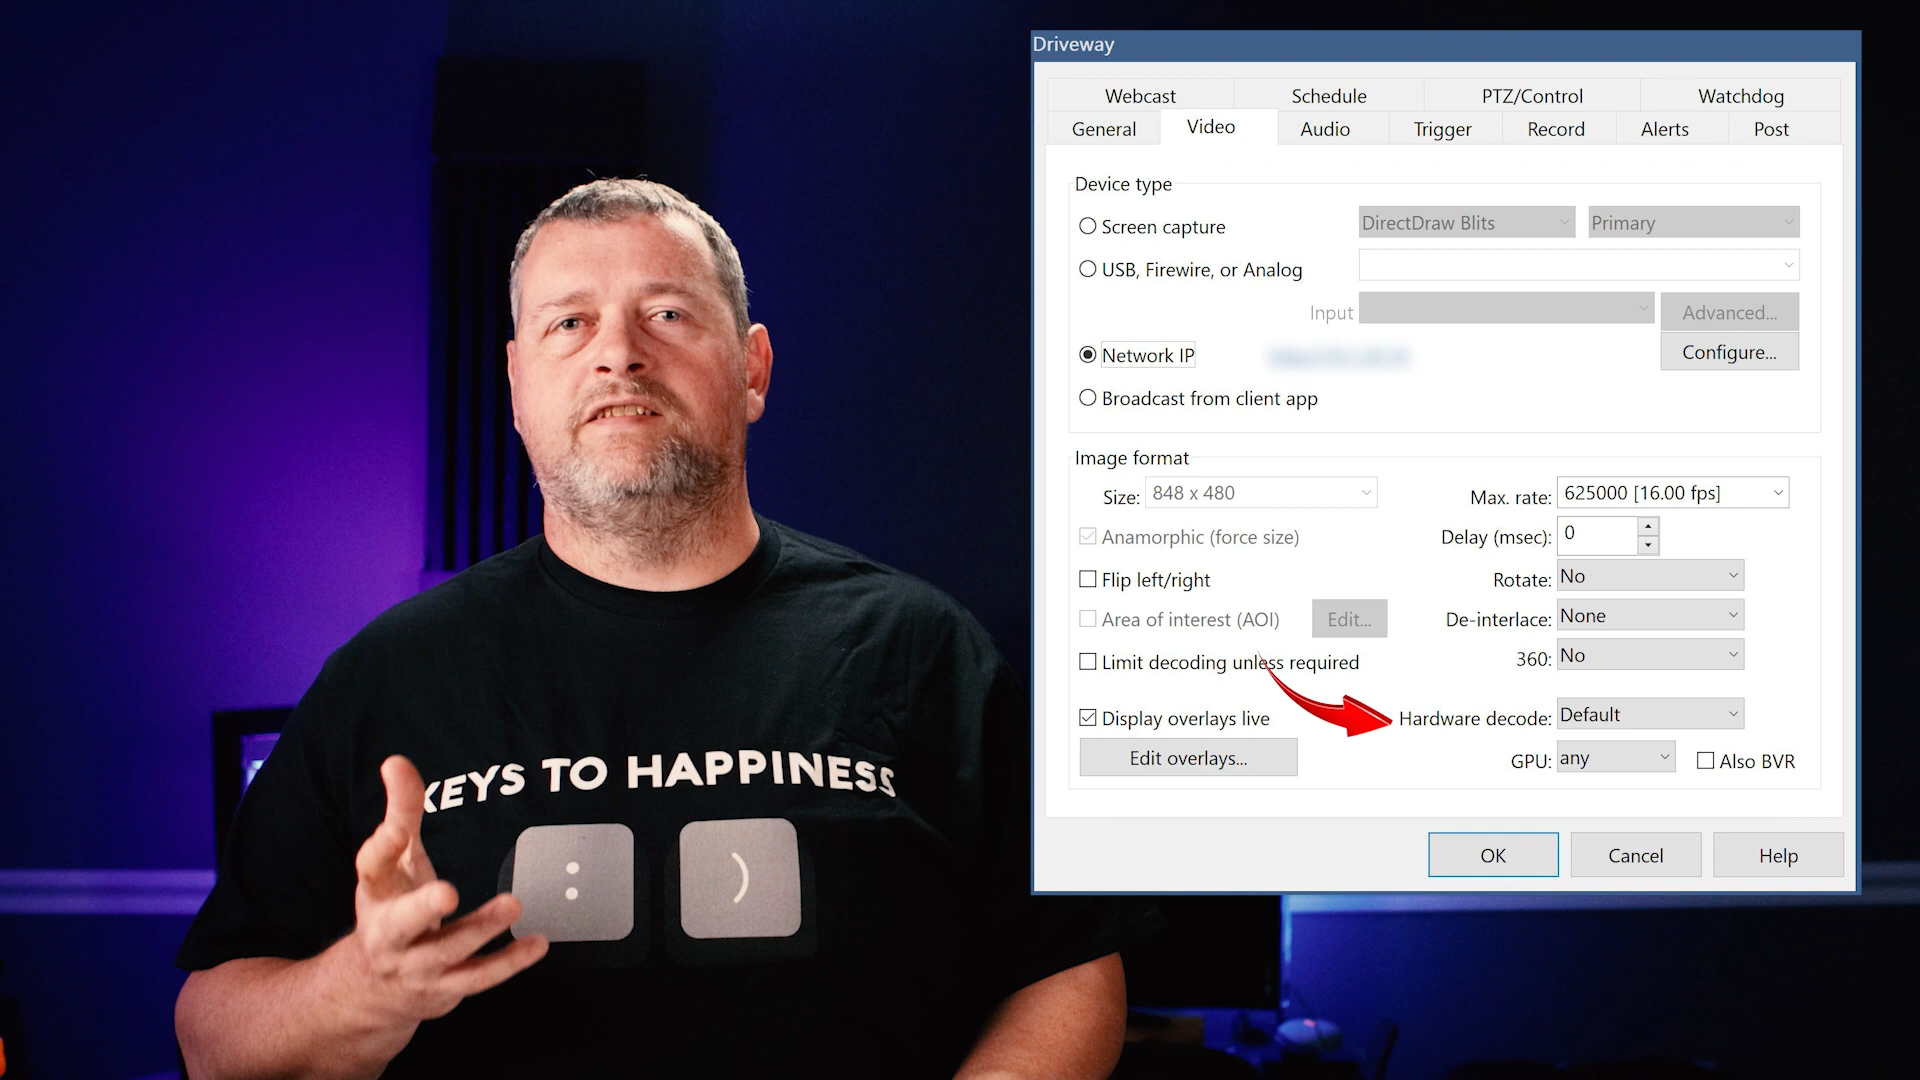 Driveway
Webcast Schedule PTZ/Control Watchdog
General Video Audio Trigger Record Alerts Post
Device type
Screen capture DirectDraw Blits Primary
USB, Firewire, or Analog
Input Advanced...
Network IP Configure...
Broadcast from client app
Image format
Size: 848 x 480 Max. rate: 625000 [16.00 fps]
Anamorphic (force size) Delay (msec): 0
Flip left/right Rotate: No
Area of interest (AOI) Edit... De-interlace: None
Limit decoding unless required 360: No
Display overlays live Hardware decode: Default
Edit overlays... GPU: any Also BVR
OK Cancel Help
KEYS TO HAPPINESS
: )